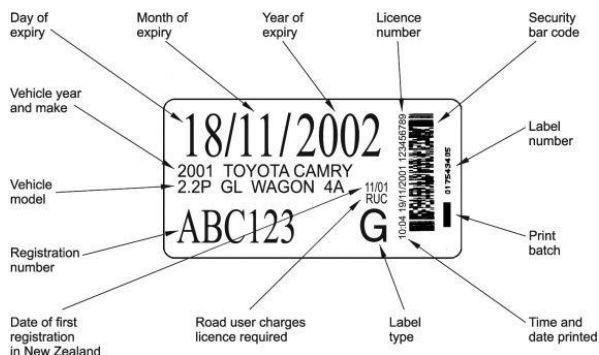 Day of
expiry
Month of
expiry
Year of
expiry
Licence
number
Security
bar code
Vehicle year
and make
Vehicle
model
Registration
number
18/11/2002
2001 TOYOTA CAMRY
2.2P GL WAGON 4A
11/01
RUC
ABC123
G
10:04 19/11/2001 123456789
017543405
Label
number
Print
batch
Date of first
registration
in New Zealand
Road user charges
licence required
Label
type
Time and
date printed